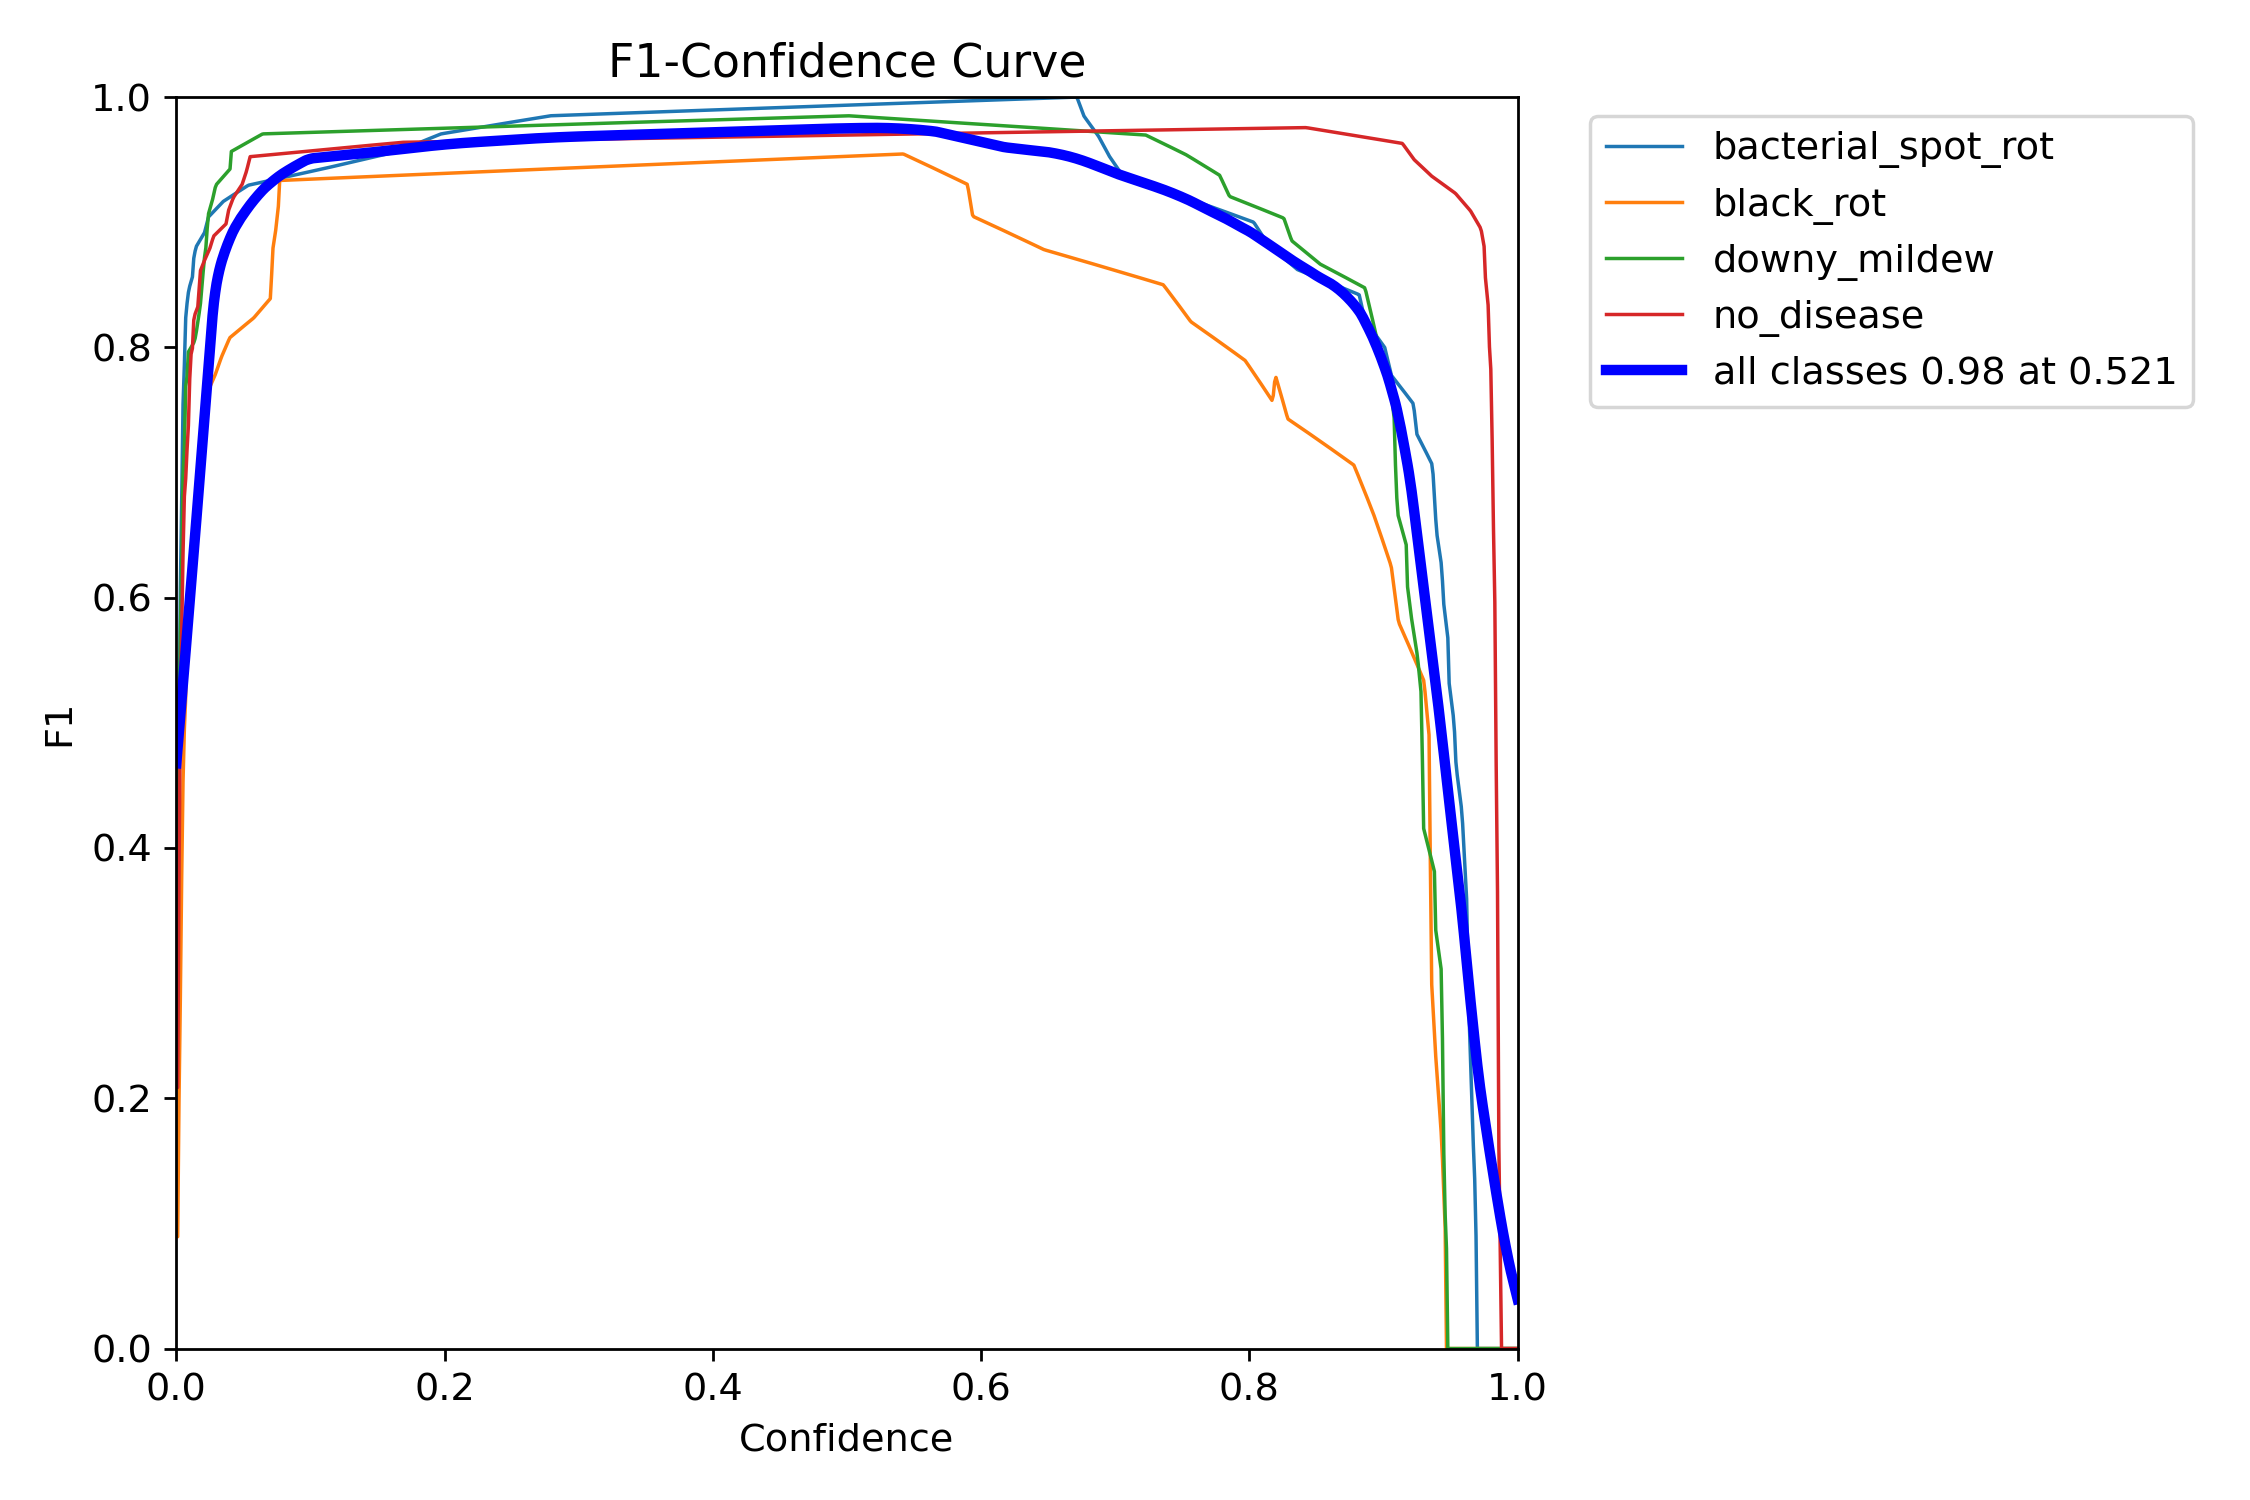 F1-Confidence Curve
1.0
0.8
0.6
0.4
0.2
0.0
F1
0.0 0.2 0.4 0.6 0.8 1.0
Confidence
bacterial_spot_rot
black_rot
downy_mildew
no_disease
all classes 0.98 at 0.521